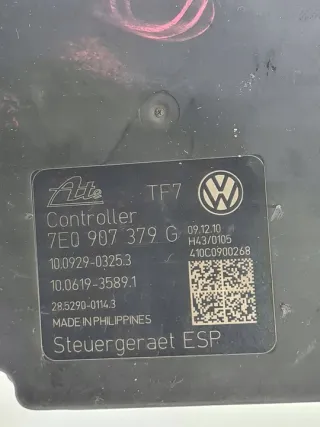 Ate TF7
Controller
7E0 907 379 G
09.12.10
H43/0105
410C0900268
10.0929-0325.3
10.0619-3589.1
28.5290-0114.3
MADE IN PHILIPPINES
Steuergeraet ESP